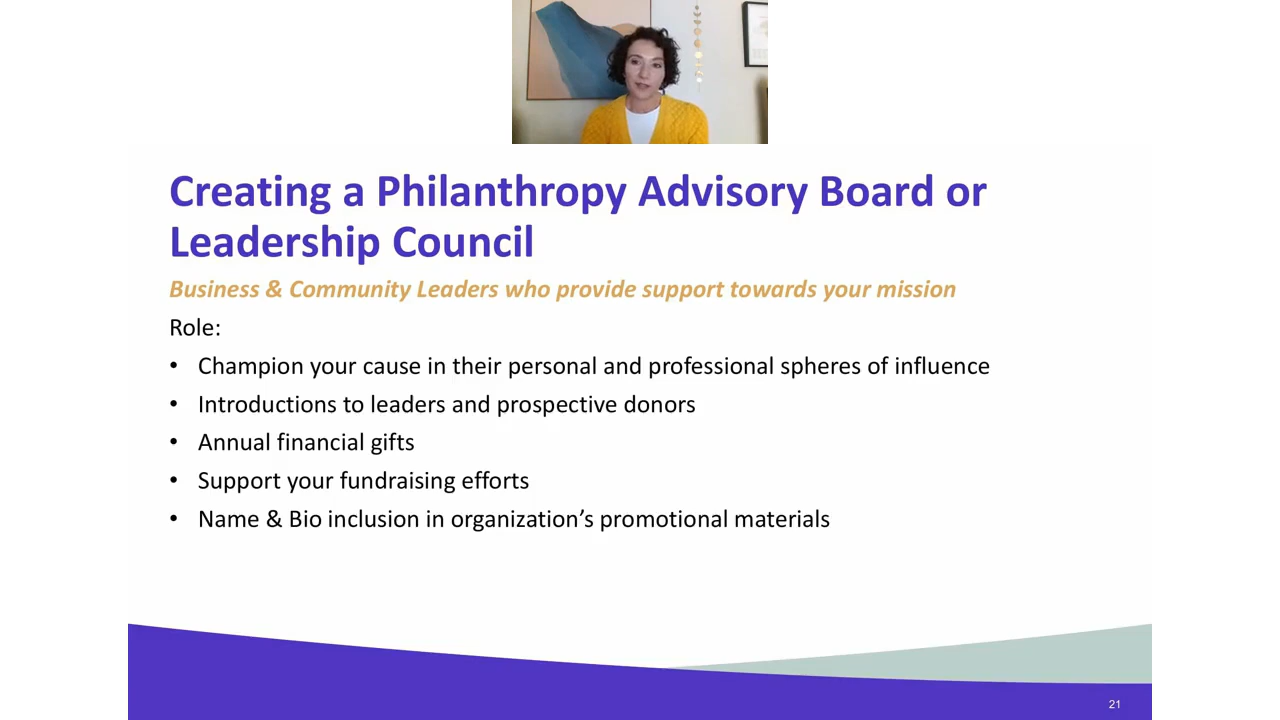 Creating a Philanthropy Advisory Board or
Leadership Council
Business & Community Leaders who provide support towards your mission
Role:
• Champion your cause in their personal and professional spheres of influence
• Introductions to leaders and prospective donors
• Annual financial gifts
• Support your fundraising efforts
• Name & Bio inclusion in organization’s promotional materials
21